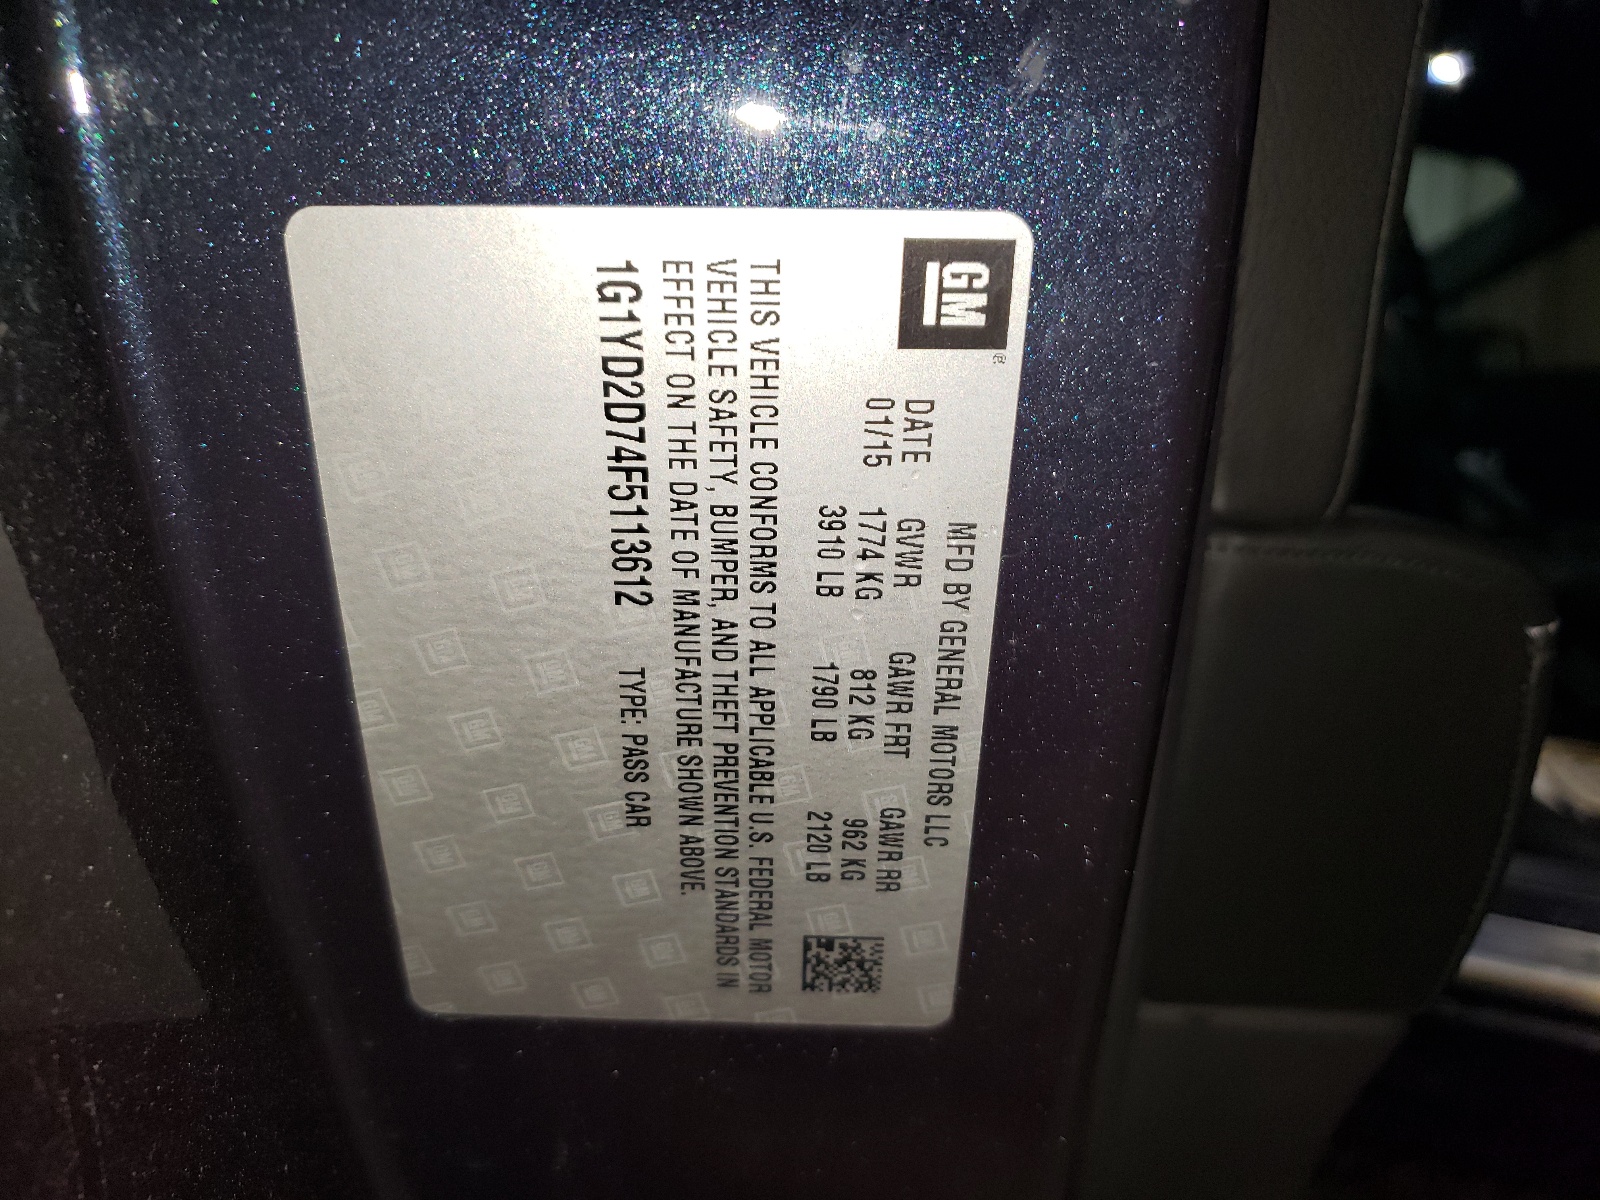 GM®
MFD BY GENERAL MOTORS LLC
DATE GVWR GAWR FRT GAWR RR
01/15 1774 KG 812 KG 962 KG
3910 LB 1790 LB 2120 LB
THIS VEHICLE CONFORMS TO ALL APPLICABLE U.S. FEDERAL MOTOR
VEHICLE SAFETY, BUMPER, AND THEFT PREVENTION STANDARDS IN
EFFECT ON THE DATE OF MANUFACTURE SHOWN ABOVE.
1G1YD2D74F5113612 TYPE: PASS CAR